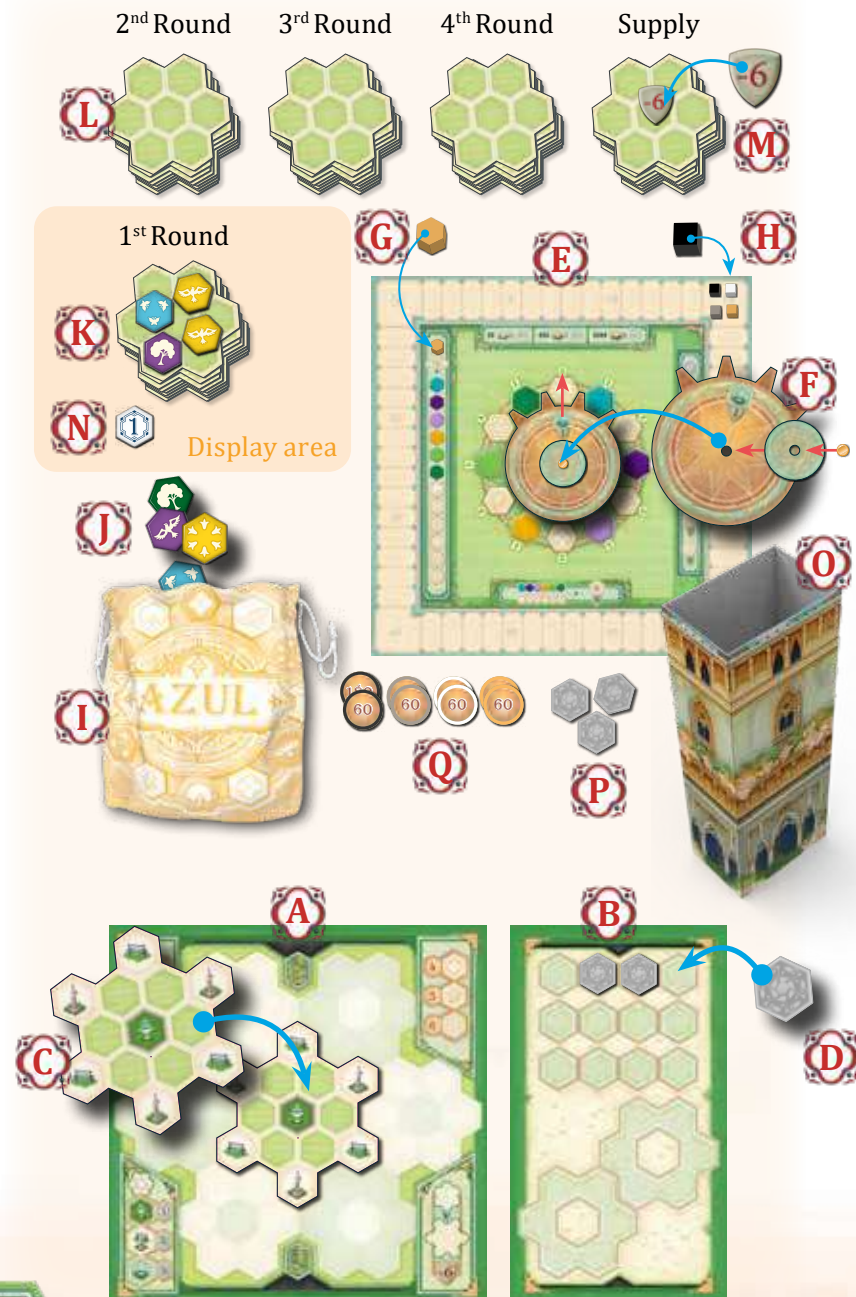 2nd Round 3rd Round 4th Round Supply
L
-6
-6
M
1st Round
G
E
H
K
F
N
1
Display area
J
O
I
AZUL
60
60
60
60
Q
P
A
B
C
D